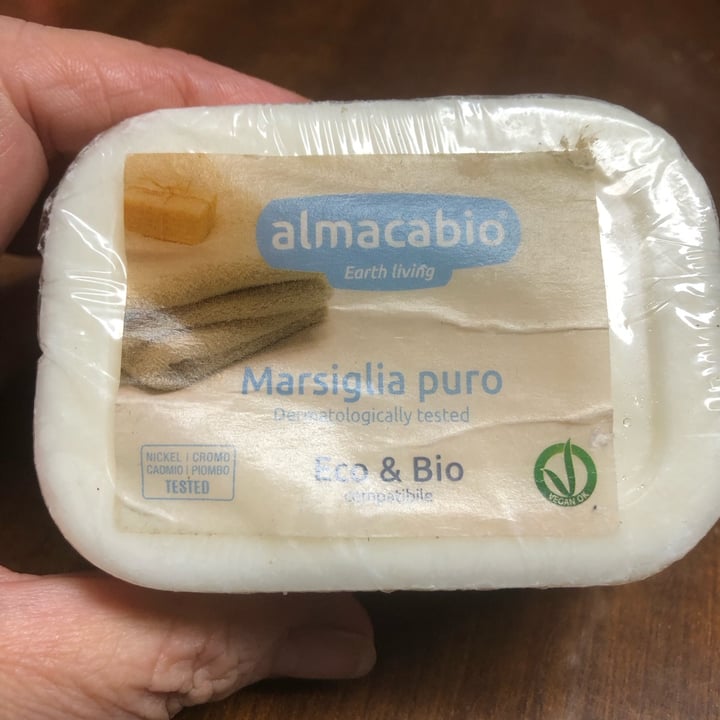 almacabio
Earth living
Marsiglia puro
Dermatologically tested
NICKEL | CROMO
CADMIO | PIOMBO
TESTED
Eco & Bio
compatibile
VEGAN OK